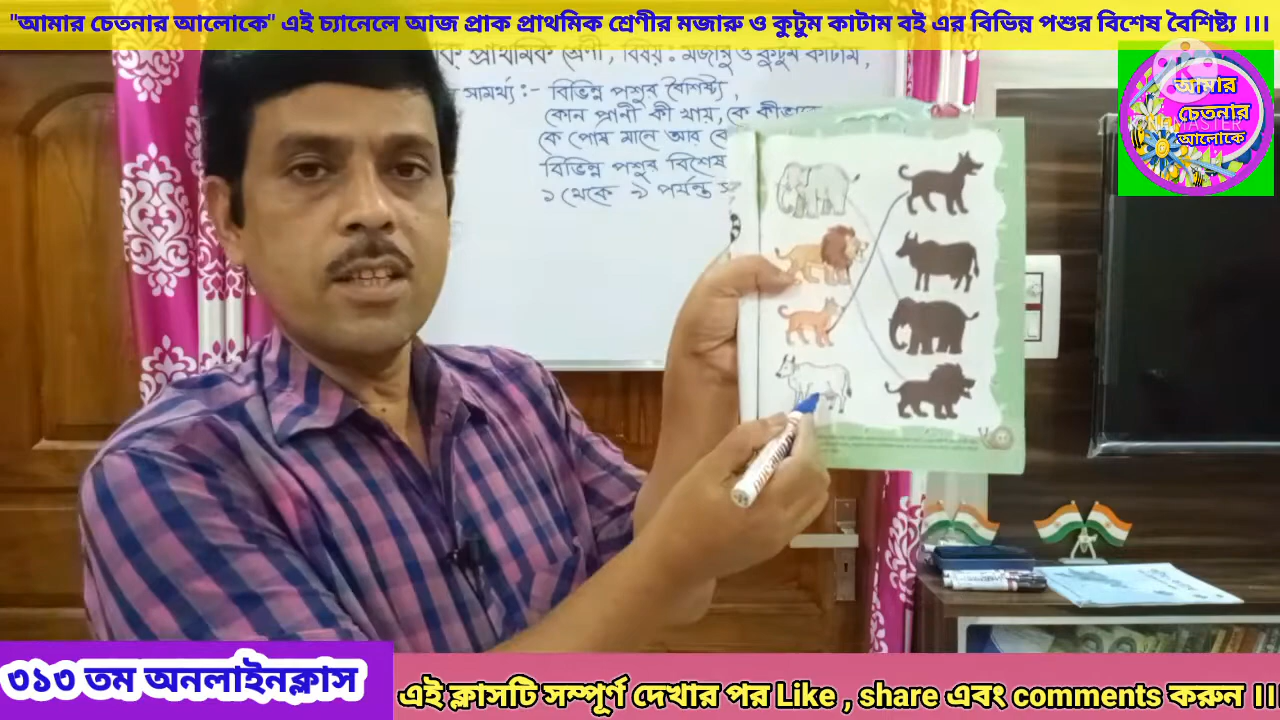 "আমার চেতনার আলোকে" এই চ্যানেলে আজ প্রাক প্রাথমিক শ্রেণীর মজারু ও কুটুম কাটাম বই এর বিভিন্ন পশুর বিশেষ বৈশিষ্ট্য ।।।
প্রাথমিক শ্রেণী, বিষয়: মজারু ও কুটুম কাটাম,
সামর্থ্য:- বিভিন্ন পশুর বৈশিষ্ট্য,
কোন প্রানী কী খায়, কে
কে পোষ মানে আর
বিভিন্ন পশুর বিশেষ
১ থেকে ৯ পর্যন্ত
আমার
চেতনার
আলোকে
৩১৩ তম অনলাইনক্লাস
এই ক্লাসটি সম্পূর্ণ দেখার পর Like , share এবং comments করুন ।।